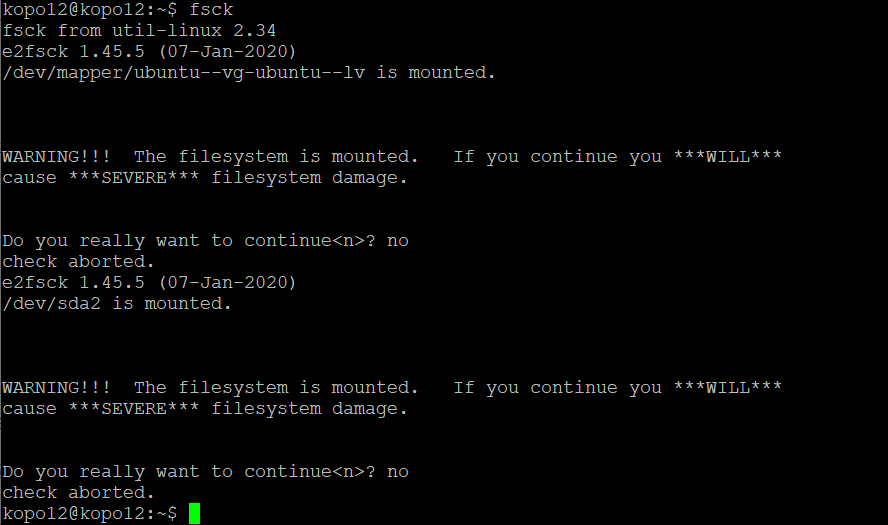 kopo12@kopo12:~$ fsck
fsck from util-linux 2.34
e2fsck 1.45.5 (07-Jan-2020)
/dev/mapper/ubuntu--vg-ubuntu--lv is mounted.
WARNING!!!  The filesystem is mounted.   If you continue you ***WILL***
cause ***SEVERE*** filesystem damage.
Do you really want to continue<n>? no
check aborted.
e2fsck 1.45.5 (07-Jan-2020)
/dev/sda2 is mounted.
WARNING!!!  The filesystem is mounted.   If you continue you ***WILL***
cause ***SEVERE*** filesystem damage.
Do you really want to continue<n>? no
check aborted.
kopo12@kopo12:~$